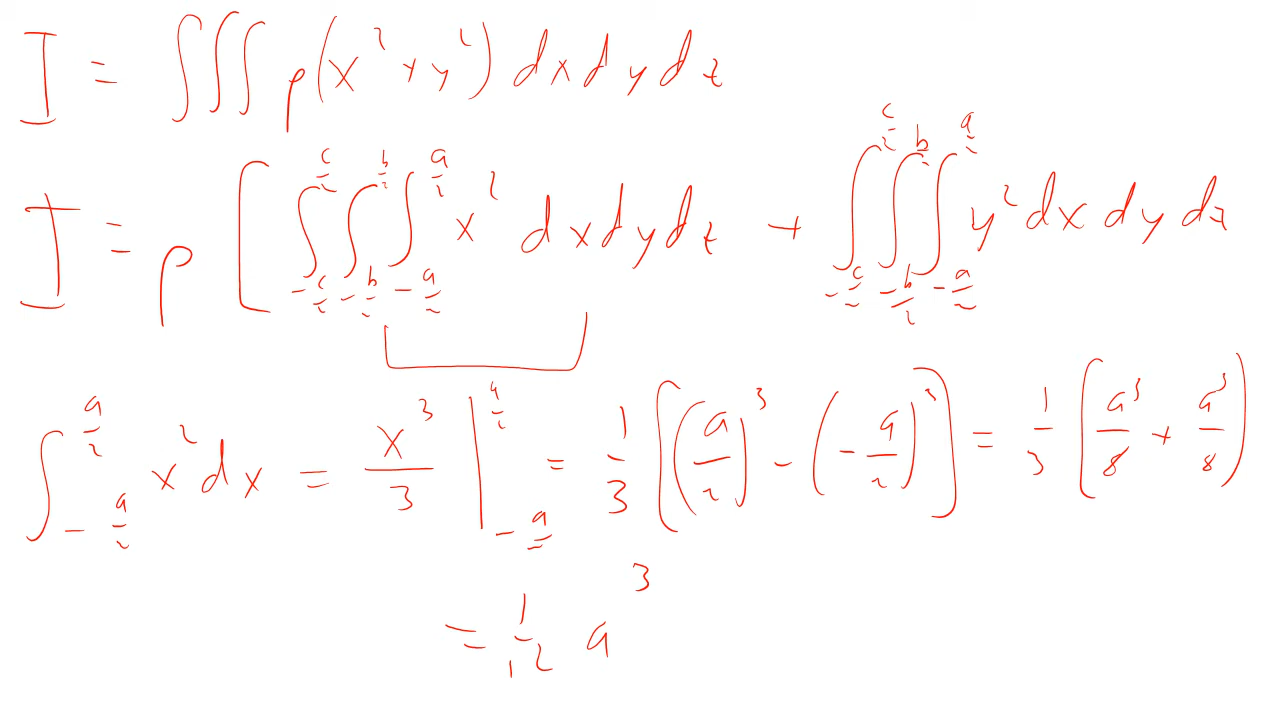 I = ∫∫∫ ρ(x² + y²) dx dy dz
I = ρ [ ∫_{-c/2}^{c/2} ∫_{-b/2}^{b/2} ∫_{-a/2}^{a/2} x² dx dy dz + ∫_{-c/2}^{c/2} ∫_{-b/2}^{b/2} ∫_{-a/2}^{a/2} y² dx dy dz
∫_{-a/2}^{a/2} x² dx = x³/3 |_{-a/2}^{a/2} = 1/3 [ (a/2)³ - (-a/2)³ ] = 1/3 [ a³/8 + a³/8 )
= 1/12 a³